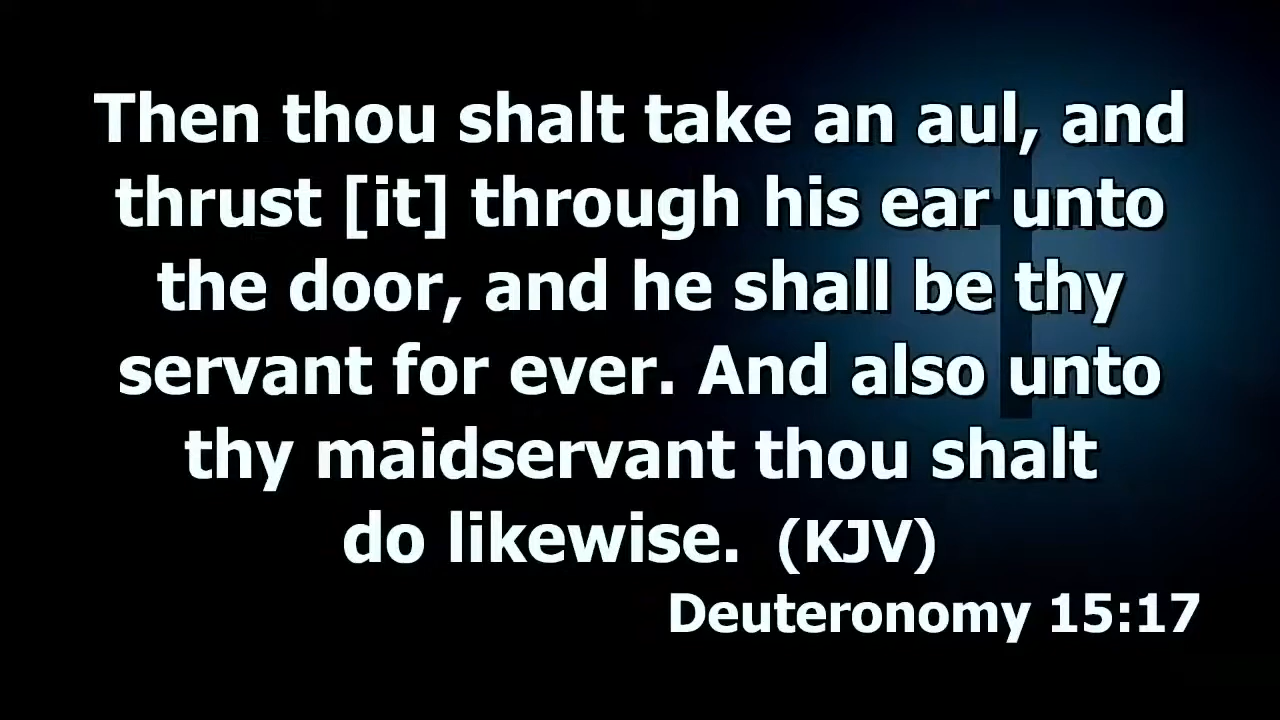 Then thou shalt take an aul, and
thrust [it] through his ear unto
the door, and he shall be thy
servant for ever. And also unto
thy maidservant thou shalt
do likewise. (KJV)
Deuteronomy 15:17